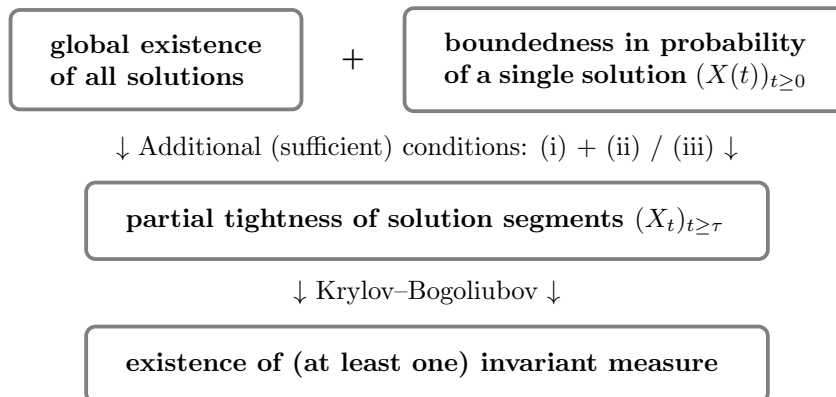 global existence
of all solutions
+
boundedness in probability
of a single solution (X(t))_{t≥0}
↓ Additional (sufficient) conditions: (i) + (ii) / (iii) ↓
partial tightness of solution segments (X_t)_{t≥τ}
↓ Krylov–Bogoliubov ↓
existence of (at least one) invariant measure